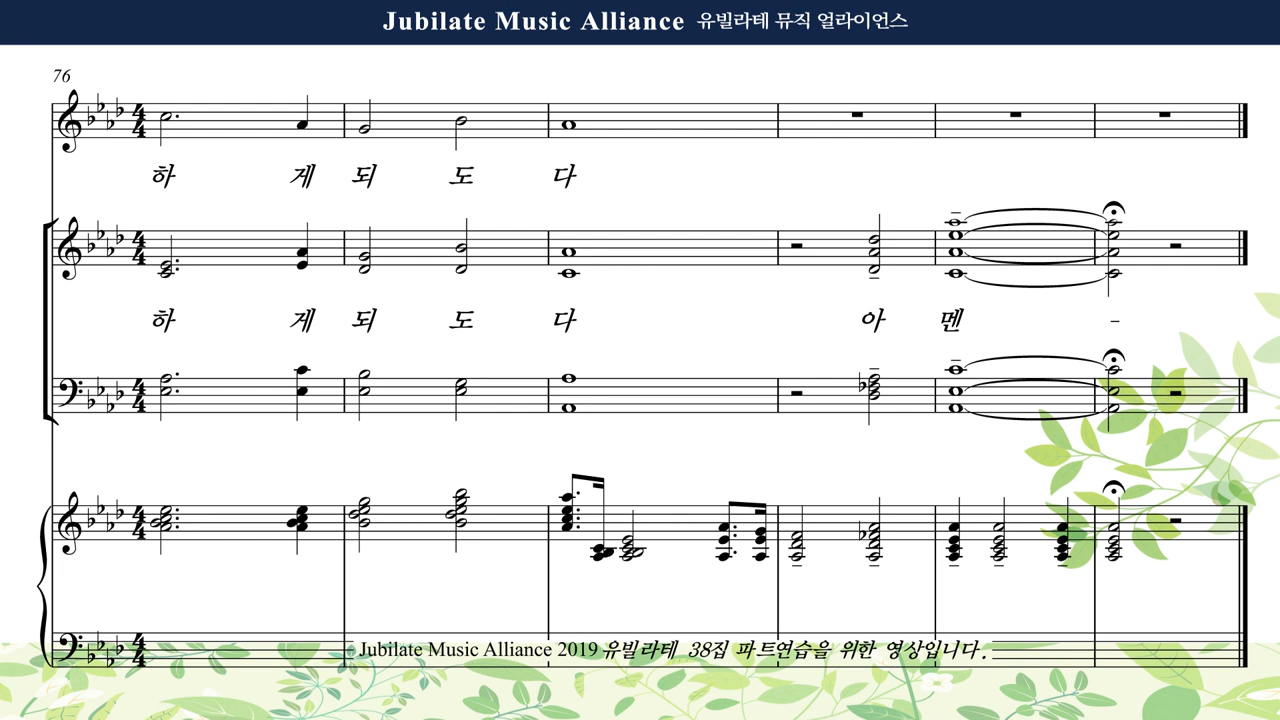 Jubilate Music Alliance 유빌라테 뮤직 얼라이언스
76
하 게 되 도 다
하 게 되 도 다 아 멘 -
Jubilate Music Alliance 2019 유빌라테 38집 파트연습을 위한 영상입니다.